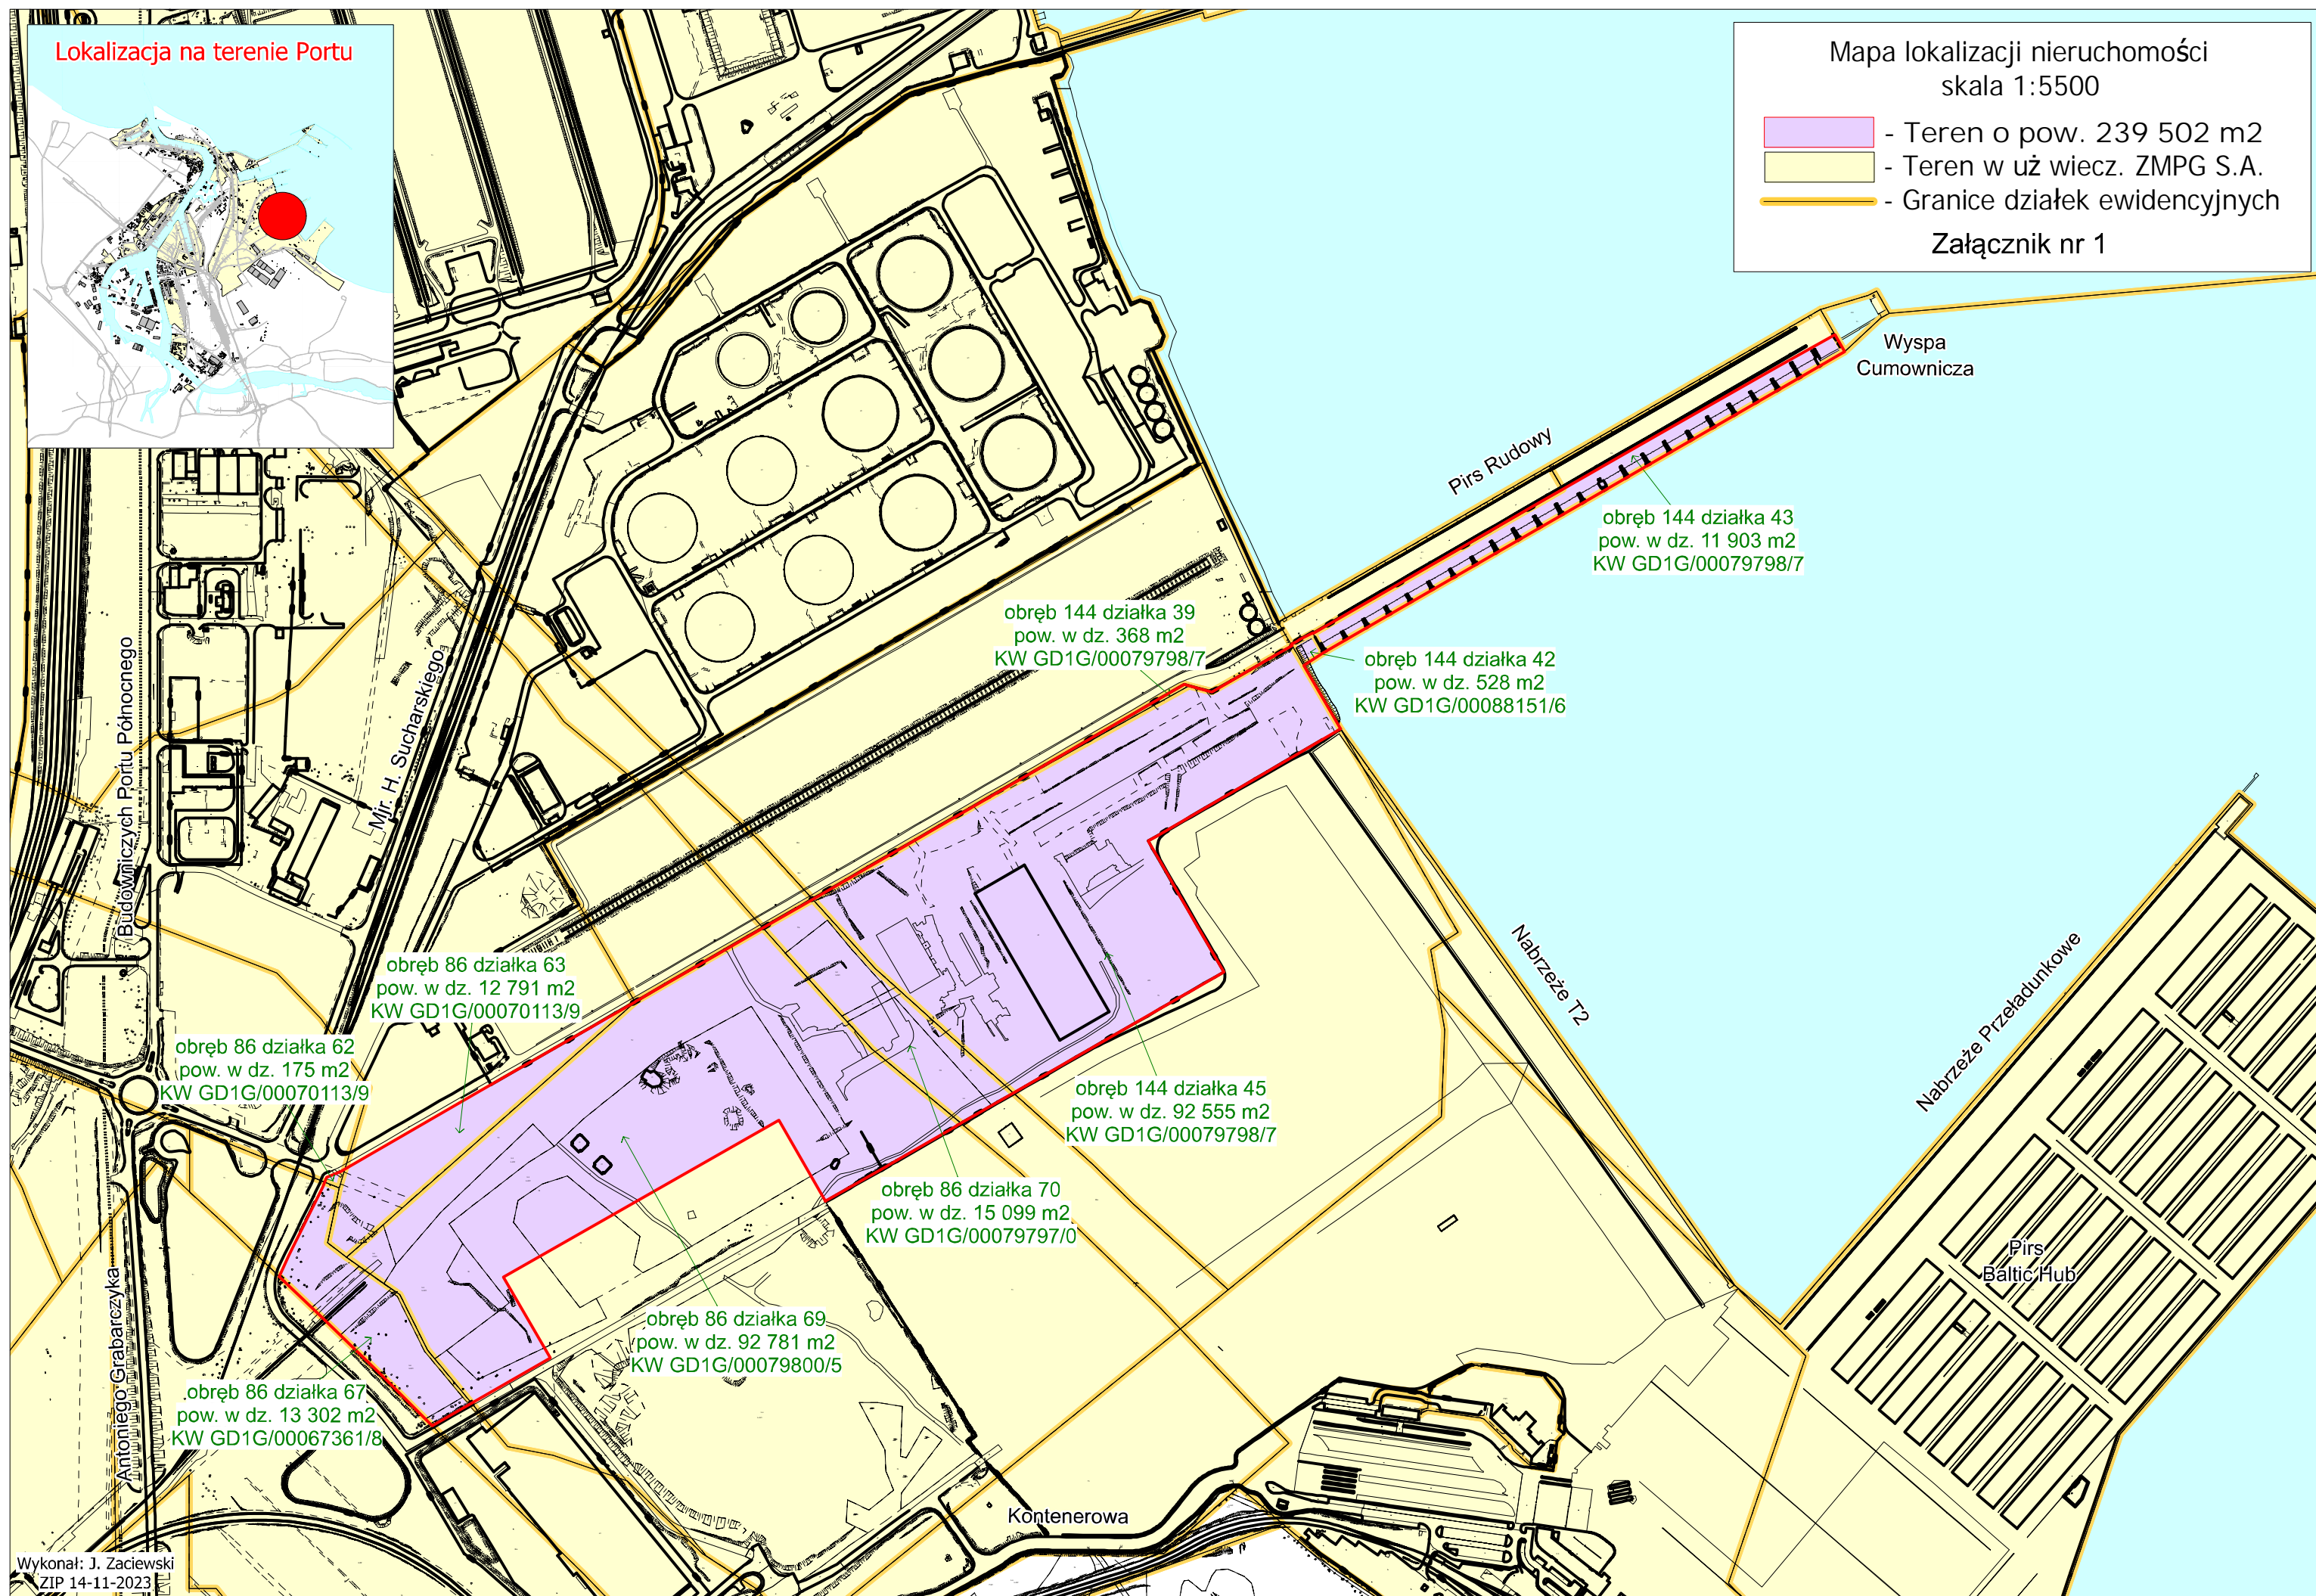 Lokalizacja na terenie Portu
Mapa lokalizacji nieruchomości
skala 1:5500
- Teren o pow. 239 502 m2
- Teren w uż wiecz. ZMPG S.A.
- Granice działek ewidencyjnych
Załącznik nr 1
Wyspa
Cumownicza
Pirs Rudowy
obręb 144 działka 43
pow. w dz. 11 903 m2
KW GD1G/00079798/7
obręb 144 działka 39
pow. w dz. 368 m2
KW GD1G/00079798/7
obręb 144 działka 42
pow. w dz. 528 m2
KW GD1G/00088151/6
Budowniczych Portu Północnego
Mjr. H. Sucharskiego
obręb 86 działka 63
pow. w dz. 12 791 m2
KW GD1G/00070113/9
obręb 86 działka 62
pow. w dz. 175 m2
KW GD1G/00070113/9
Nabrzeże T2
Nabrzeże Przeładunkowe
obręb 144 działka 45
pow. w dz. 92 555 m2
KW GD1G/00079798/7
obręb 86 działka 70
pow. w dz. 15 099 m2
KW GD1G/00079797/0
Pirs
Baltic Hub
obręb 86 działka 69
pow. w dz. 92 781 m2
KW GD1G/00079800/5
Antoniego Grabarczyka
obręb 86 działka 67
pow. w dz. 13 302 m2
KW GD1G/00067361/8
Kontenerowa
Wykonał: J. Zaciewski
ZIP 14-11-2023